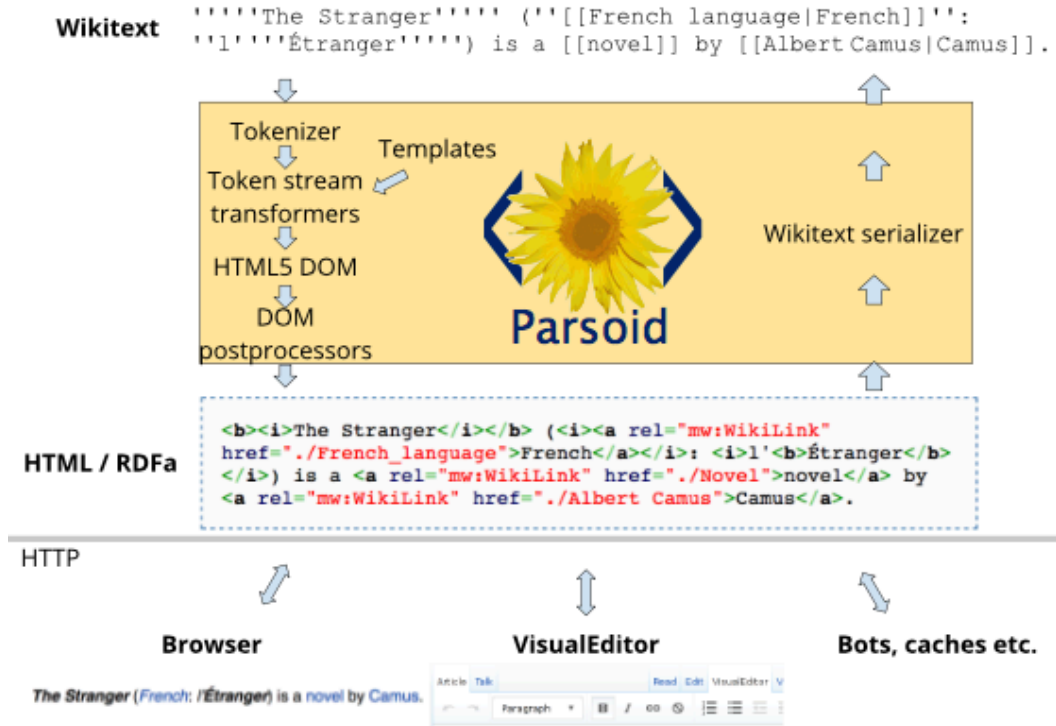 Wikitext
'''''The Stranger''''' (''[[French language|French]]'':
''l''''Étranger''''') is a [[novel]] by [[Albert Camus|Camus]].
Tokenizer
Templates
Token stream
transformers
HTML5 DOM
DOM
postprocessors
Parsoid
Wikitext serializer
HTML / RDFa
<b><i>The Stranger</i></b> (<i><a rel="mw:WikiLink"
href="./French_language">French</a></i>: <i>l'<b>Étranger</b>
</i>) is a <a rel="mw:WikiLink" href="./Novel">novel</a> by
<a rel="mw:WikiLink" href="./Albert Camus">Camus</a>.
HTTP
Browser
VisualEditor
Bots, caches etc.
The Stranger (French: l'Étranger) is a novel by Camus.
Article Talk Read Edit VisualEditor
Paragraph B I